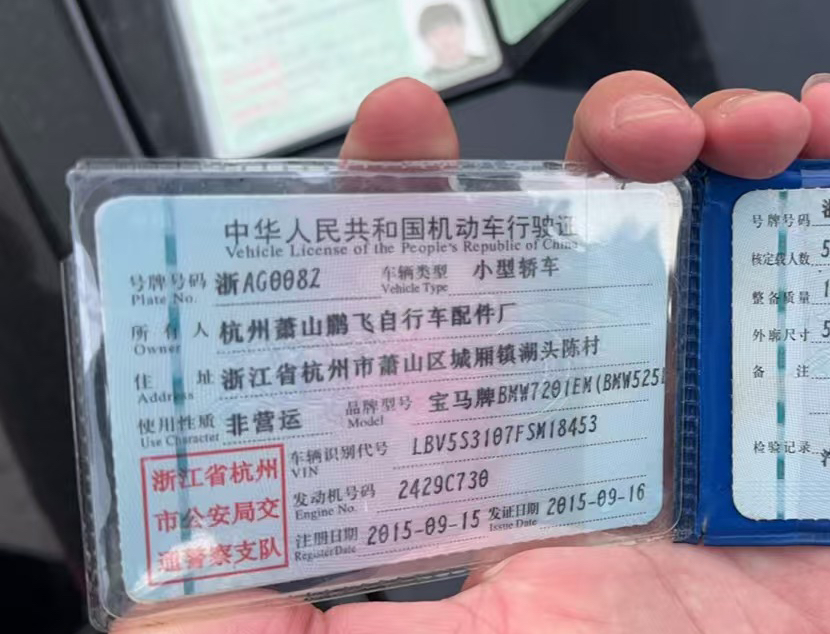 中华人民共和国机动车行驶证
Vehicle License of the People's Republic of China
号牌号码 浙AG0082 车辆类型 小型轿车
Plate No. Vehicle Type
所有人 杭州萧山鹏飞自行车配件厂
Owner
住址 浙江省杭州市萧山区城厢镇湖头陈村
Address
使用性质 非营运 品牌型号 宝马牌BMW7201EM(BMW525L
Use Character Model
浙江省杭州
市公安局交
通警察支队
车辆识别代号 LBV5S3107FSM18453
VIN
发动机号码 2429C730
Engine No.
注册日期 2015-09-15 发证日期 2015-09-16
Register Date Issue Date
号牌号码 浙
核定载人数 5
整备质量 1
外廓尺寸 5
备注
检验记录